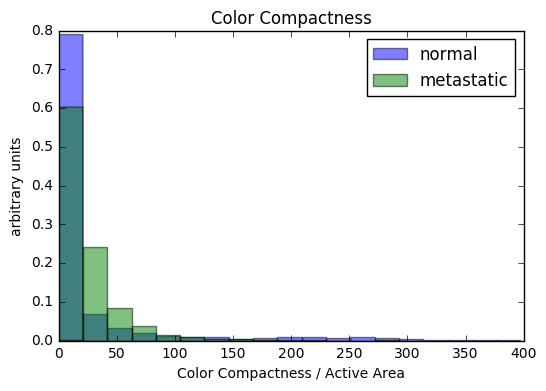 Color Compactness
normal
metastatic
arbitrary units
0.8
0.7
0.6
0.5
0.4
0.3
0.2
0.1
0.0
0 50 100 150 200 250 300 350 400
Color Compactness / Active Area